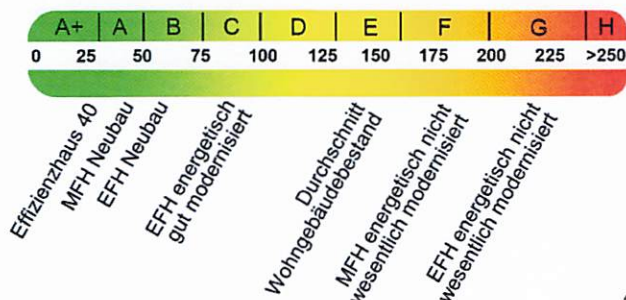 A+ A B C D E F G H
0 25 50 75 100 125 150 175 200 225 >250
Effizienzhaus 40
MFH Neubau
EFH Neubau
EFH energetisch
gut modernisiert
Durchschnitt
Wohngebäudebestand
MFH energetisch nicht
wesentlich modernisiert
EFH energetisch nicht
wesentlich modernisiert